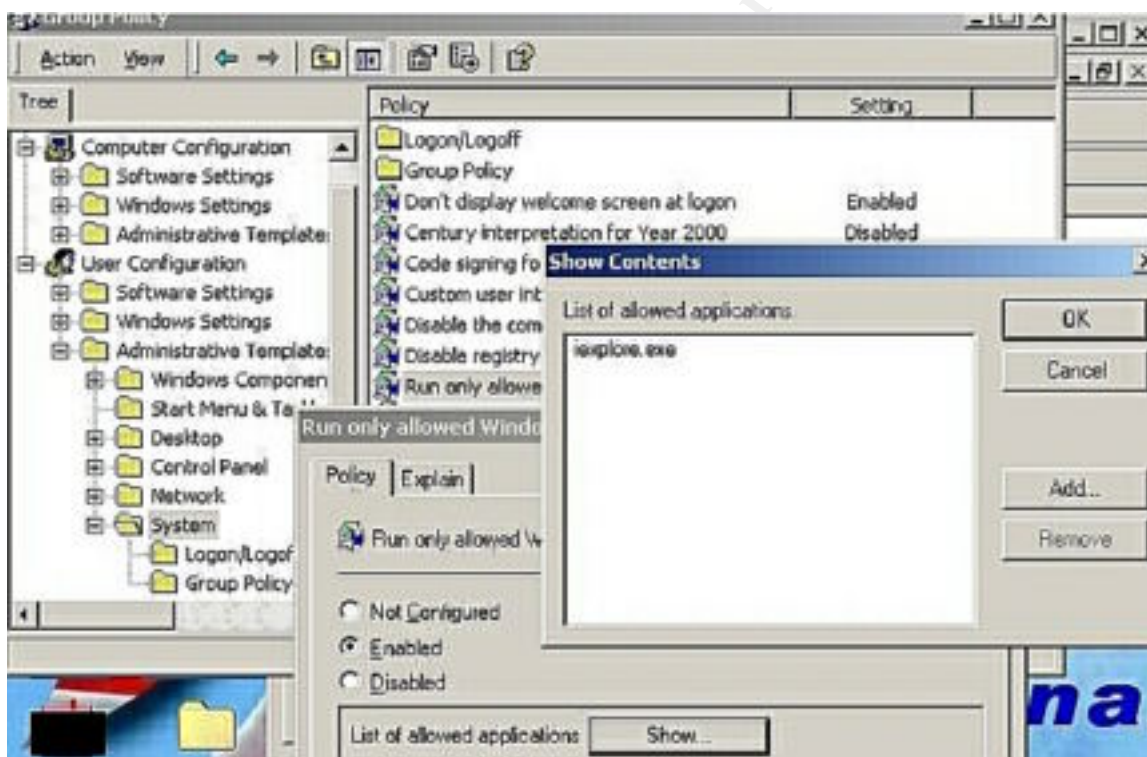 Group Policy
Action View
Tree
Policy Setting
Computer Configuration
Software Settings
Windows Settings
Administrative Template
User Configuration
Software Settings
Windows Settings
Administrative Template
Windows Componen
Start Menu & Ta
Desktop
Control Panel
Network
System
Logon/Logof
Group Policy
Logon/Logoff
Group Policy
Don't display welcome screen at logon Enabled
Century interpretation for Year 2000 Disabled
Code signing fo
Custom user int
Disable the com
Disable registry
Run only allowe
Show Contents
List of allowed applications
iexplore.exe
OK
Cancel
Add...
Remove
Run only allowed Windo
Policy Explain
Run only allowed W
Not Configured
Enabled
Disabled
List of allowed applications Show...
na